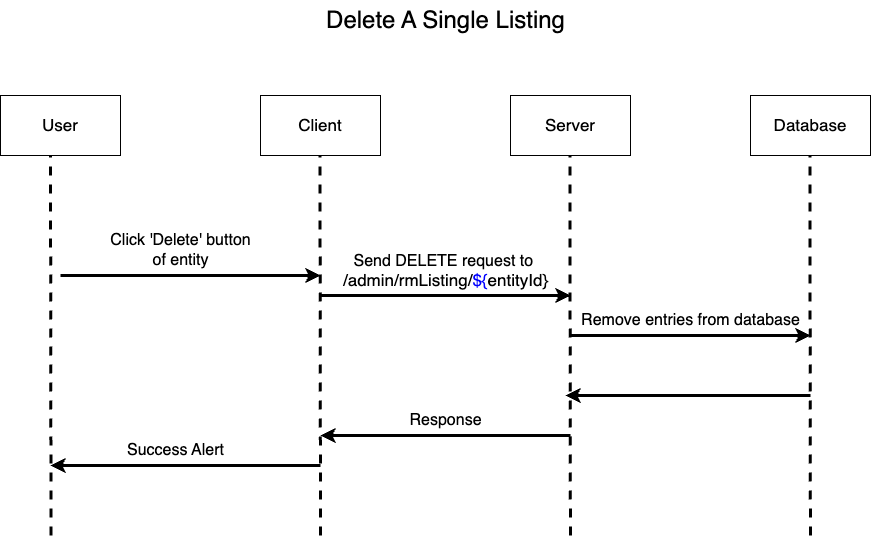 Delete A Single Listing
User
Client
Server
Database
Click 'Delete' button
of entity
Send DELETE request to
/admin/rmListing/${entityId}
Remove entries from database
Response
Success Alert